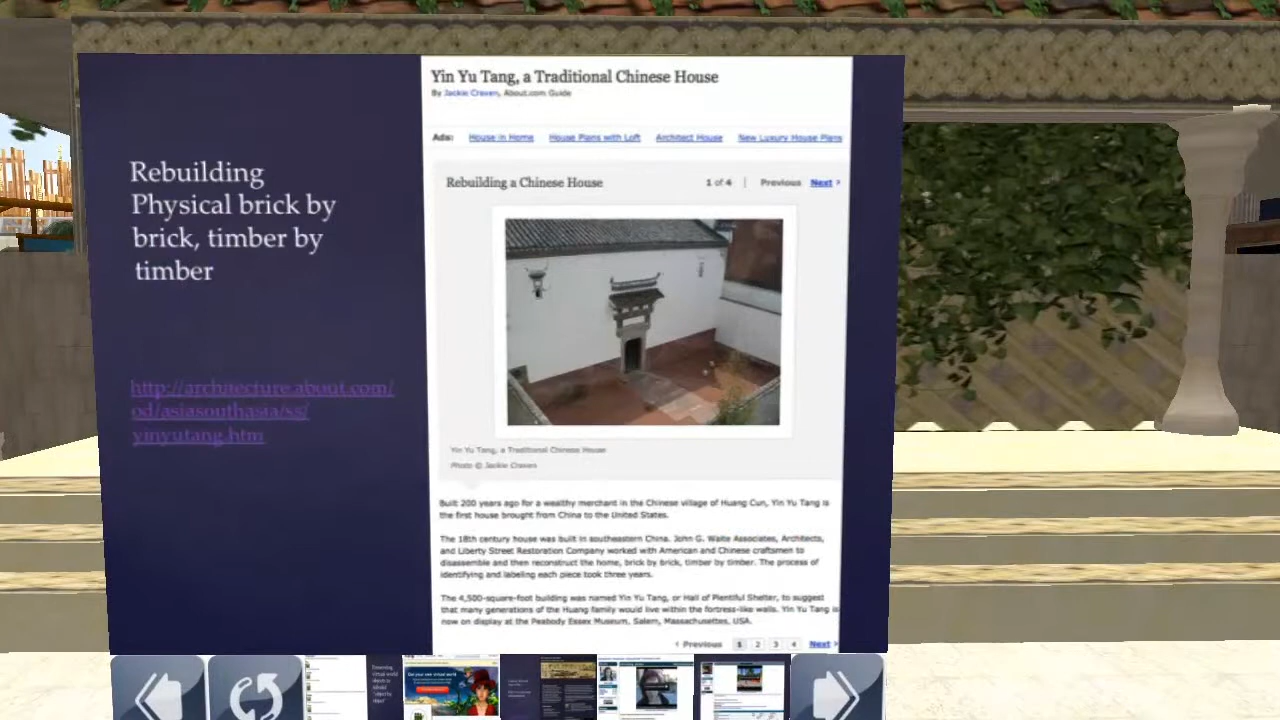 Rebuilding
Physical brick by
brick, timber by
timber
http://architecture.about.com/
od/asiasouthasia/ss/
yinyutang.htm
Yin Yu Tang, a Traditional Chinese House
By Jackie Craven, About.com Guide
Ads: House in Home House Plans with Loft Architect House New Luxury House Plans
Rebuilding a Chinese House 1 of 4 | Previous Next ›
Yin Yu Tang, a Traditional Chinese House
Photo © Jackie Craven
Built 200 years ago for a wealthy merchant in the Chinese village of Huang Cun, Yin Yu Tang is
the first house brought from China to the United States.
The 18th century house was built in southeastern China. John G. Waite Associates, Architects,
and Liberty Street Restoration Company worked with American and Chinese craftsmen to
disassemble and then reconstruct the home, brick by brick, timber by timber. The process of
identifying and labeling each piece took three years.
The 4,500-square-foot building was named Yin Yu Tang, or Hall of Plentiful Shelter, to suggest
that many generations of the Huang family would live within the fortress-like walls. Yin Yu Tang is
now on display at the Peabody Essex Museum, Salem, Massachusetts, USA.
‹ Previous 1 2 3 4 Next ›